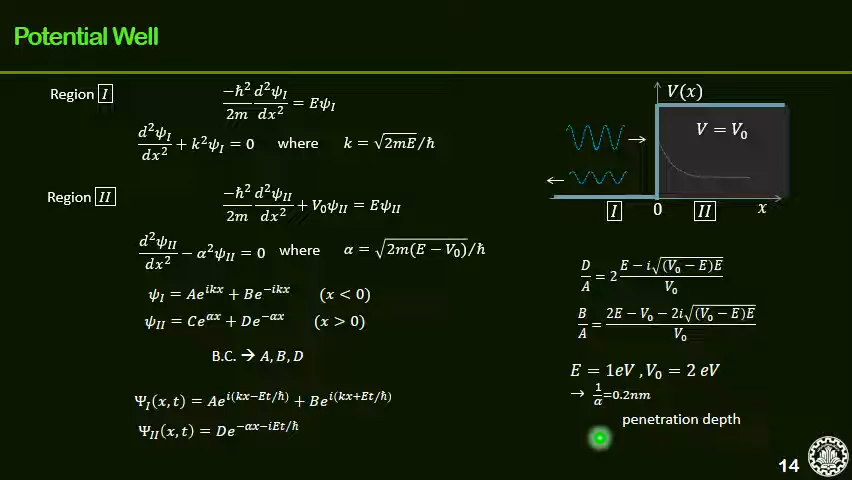 Potential Well
Region I
−ℏ²/2m d²ψ_I/dx² = Eψ_I
d²ψ_I/dx² + k²ψ_I = 0 where k = √(2mE)/ℏ
Region II
−ℏ²/2m d²ψ_II/dx² + V₀ψ_II = Eψ_II
d²ψ_II/dx² − α²ψ_II = 0 where α = √(2m(E − V₀))/ℏ
ψ_I = Ae^{ikx} + Be^{−ikx} (x < 0)
ψ_II = Ce^{αx} + De^{−αx} (x > 0)
B.C. → A, B, D
Ψ_I(x, t) = Ae^{i(kx−Et/ℏ)} + Be^{i(kx+Et/ℏ)}
Ψ_II(x, t) = De^{−αx−iEt/ℏ}
V(x)
V = V₀
I 0 II x
D/A = 2 (E − i√((V₀ − E)E))/V₀
B/A = (2E − V₀ − 2i√((V₀ − E)E))/V₀
E = 1eV , V₀ = 2 eV
→ 1/α=0.2nm
penetration depth
14